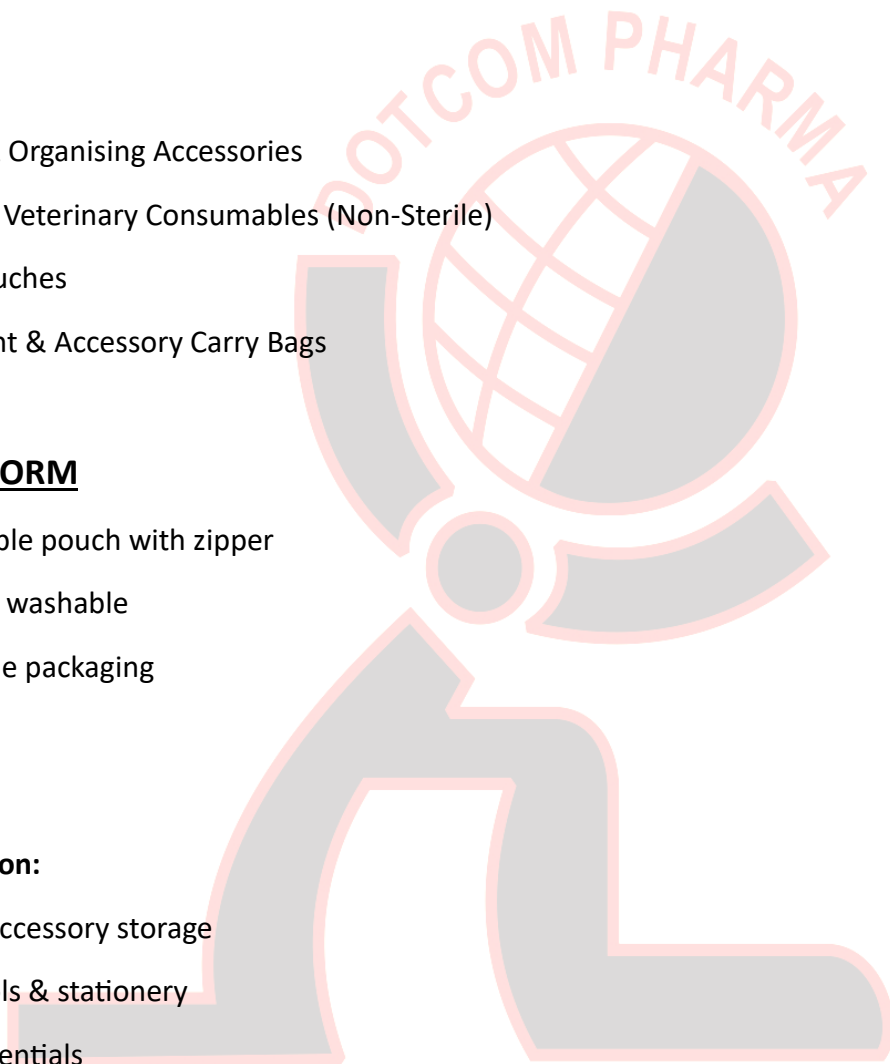 DOTCOM PHARMA
Organising Accessories
Veterinary Consumables (Non-Sterile)
uches
nt & Accessory Carry Bags
ORM
ble pouch with zipper
washable
e packaging
on:
ccessory storage
ls & stationery
entials